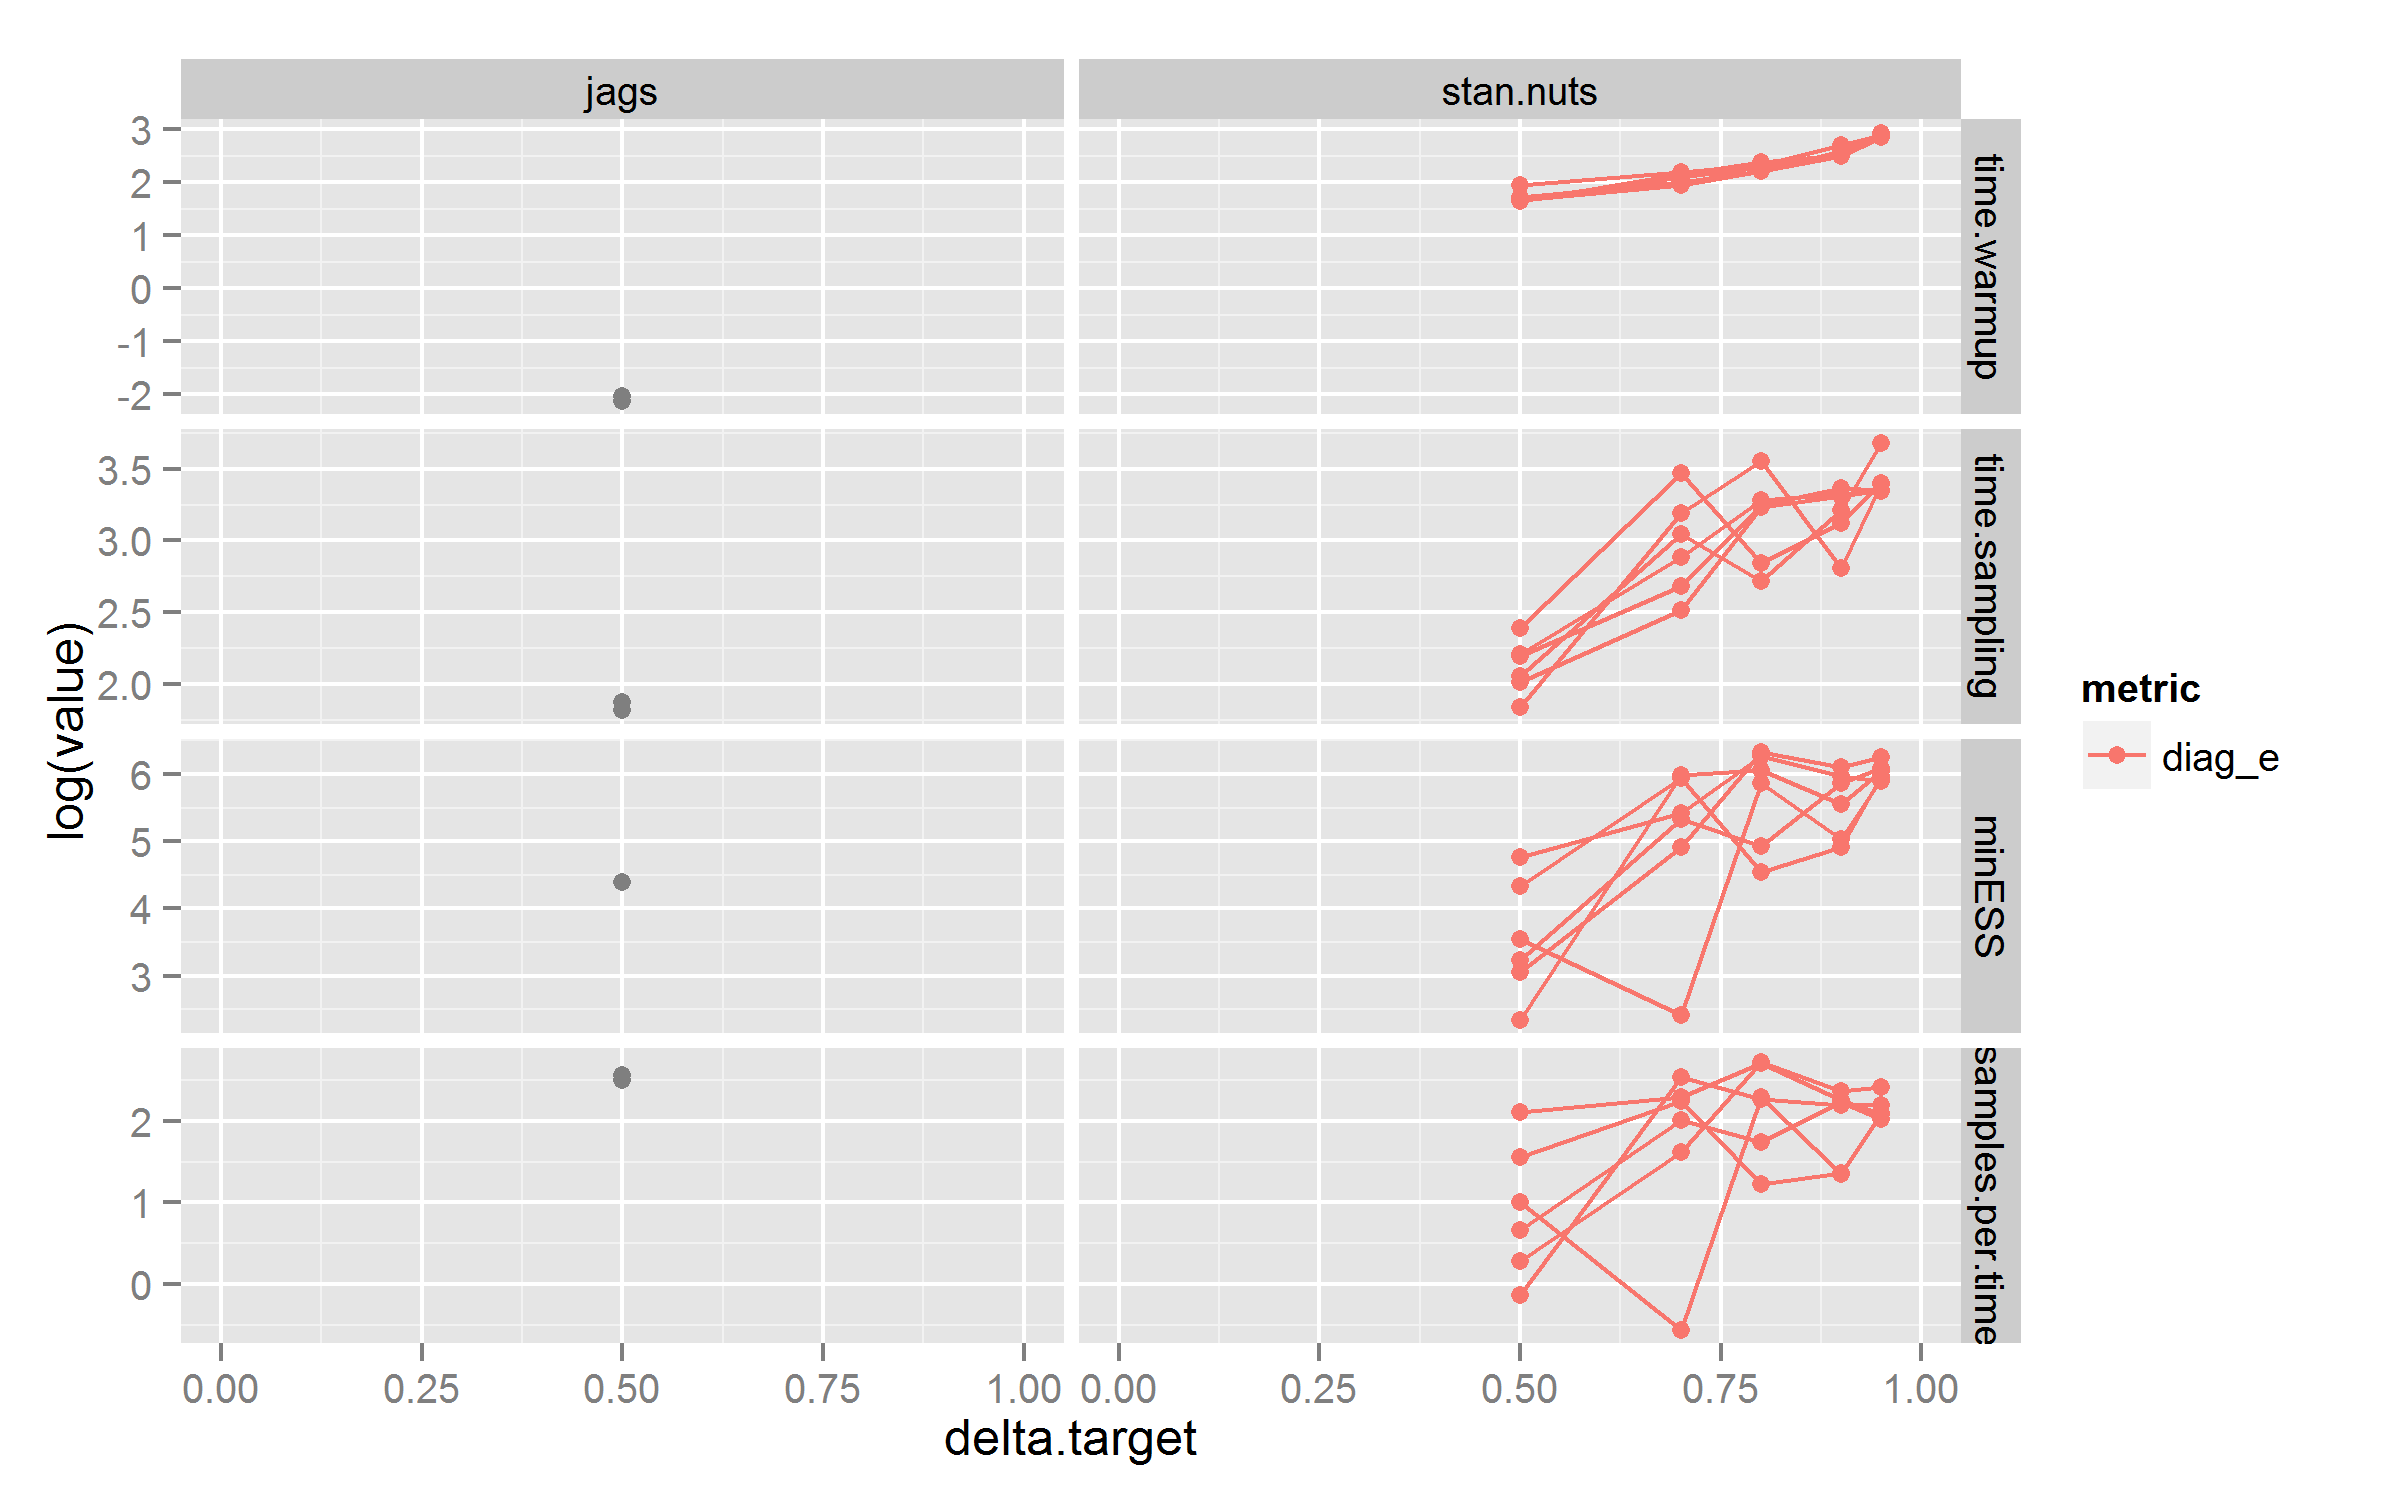 jags
stan.nuts
3
2
1
0
-1
-2
time.warmup
3.5
3.0
2.5
2.0
time.sampling
6
5
4
3
minESS
2
1
0
samples.per.time
log(value)
0.00 0.25 0.50 0.75 1.00
0.00 0.25 0.50 0.75 1.00
delta.target
metric
diag_e